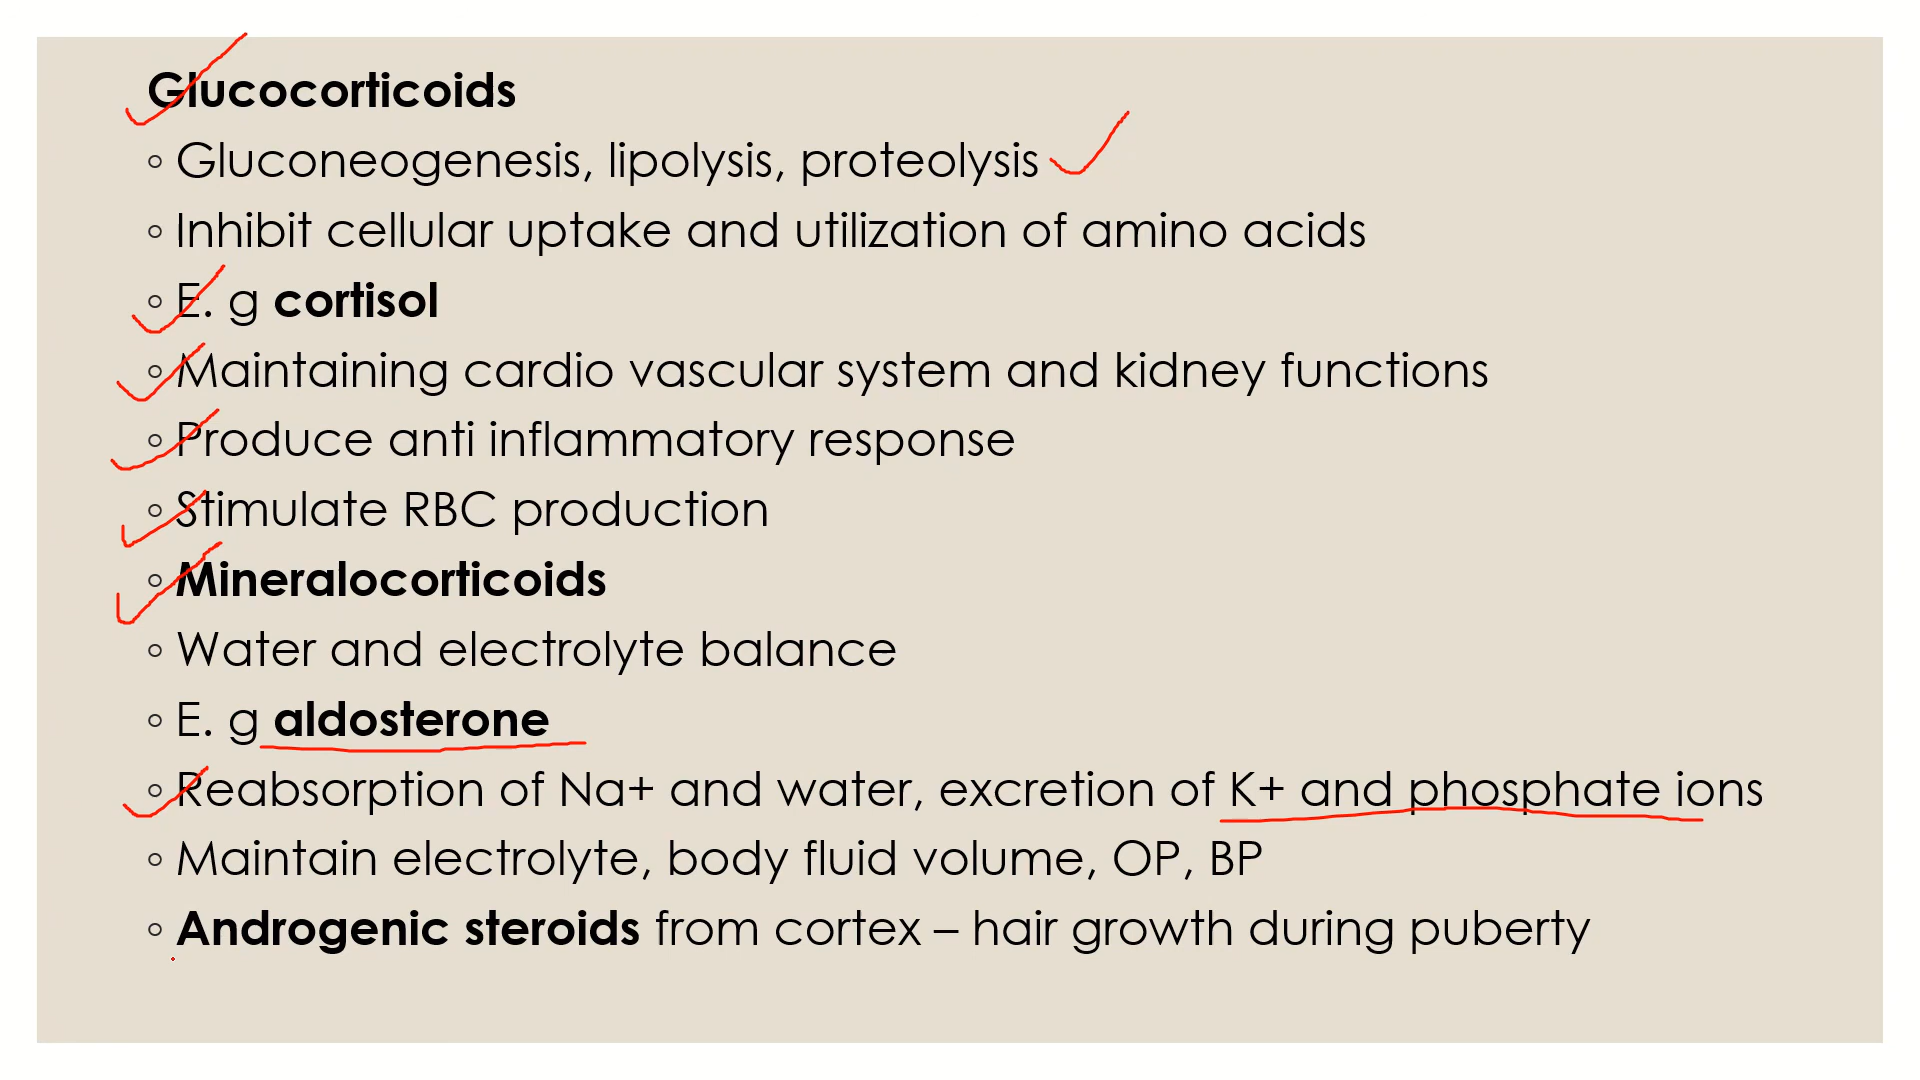 Glucocorticoids
◦ Gluconeogenesis, lipolysis, proteolysis
◦ Inhibit cellular uptake and utilization of amino acids
◦ E. g cortisol
◦ Maintaining cardio vascular system and kidney functions
◦ Produce anti inflammatory response
◦ Stimulate RBC production
◦ Mineralocorticoids
◦ Water and electrolyte balance
◦ E. g aldosterone
◦ Reabsorption of Na+ and water, excretion of K+ and phosphate ions
◦ Maintain electrolyte, body fluid volume, OP, BP
◦ Androgenic steroids from cortex – hair growth during puberty